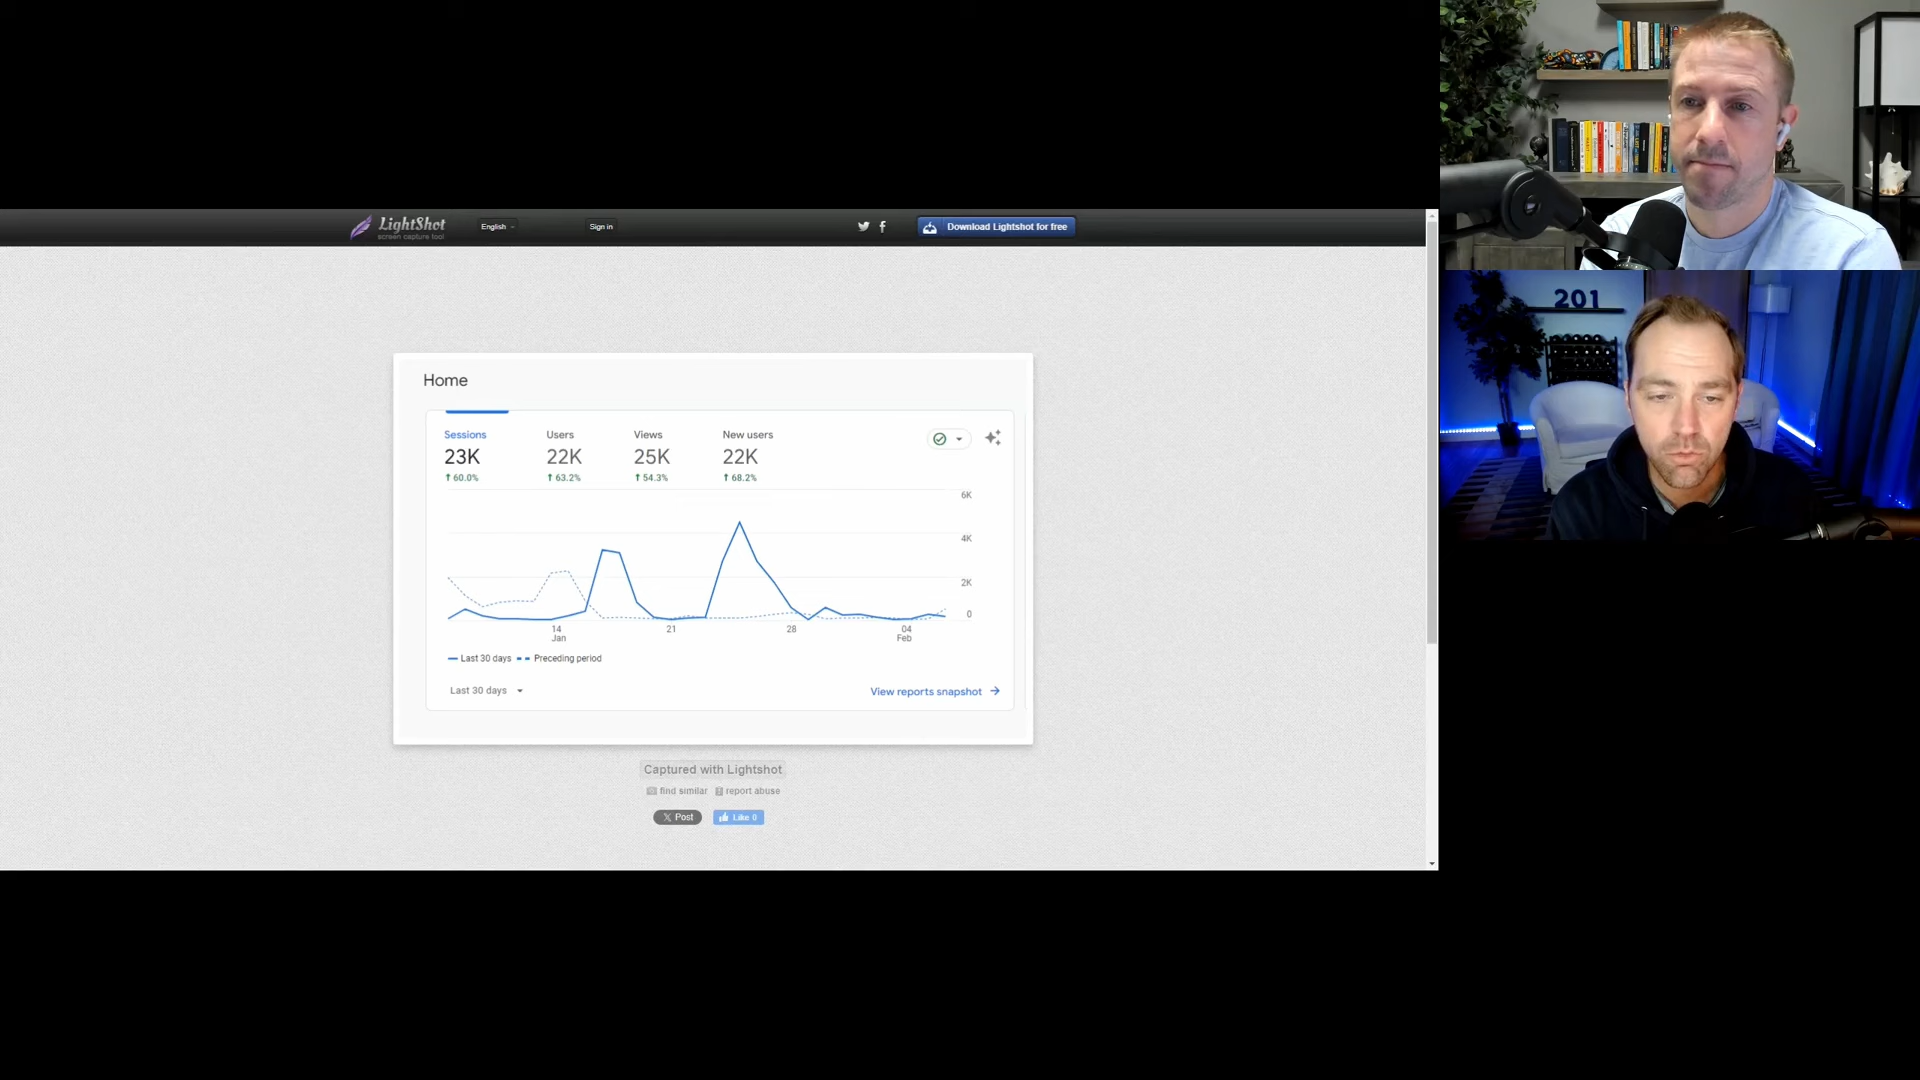 LightShot
screen capture tool
English
Sign in
Download Lightshot for free
201
Home
Sessions
Users
Views
New users
23K
22K
25K
22K
60.0%
63.2%
54.3%
68.2%
6K
4K
2K
0
14
Jan
21
28
04
Feb
Last 30 days
Preceding period
Last 30 days
View reports snapshot
Captured with Lightshot
find similar
report abuse
X Post
Like 0